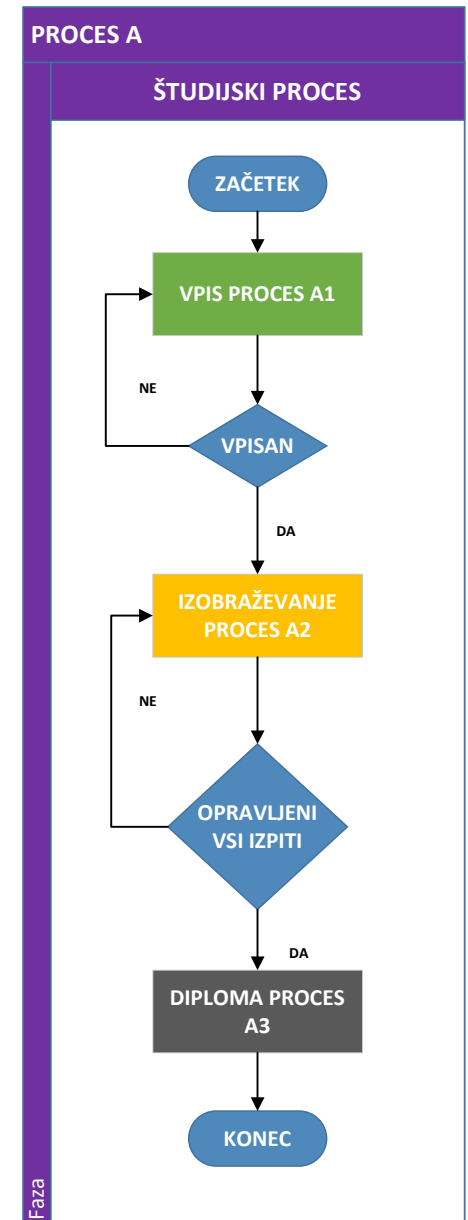 PROCES A
ŠTUDIJSKI PROCES
ZAČETEK
VPIS PROCES A1
NE
VPISAN
DA
IZOBRAŽEVANJE
PROCES A2
NE
OPRAVLJENI
VSI IZPITI
DA
DIPLOMA PROCES
A3
KONEC
Faza